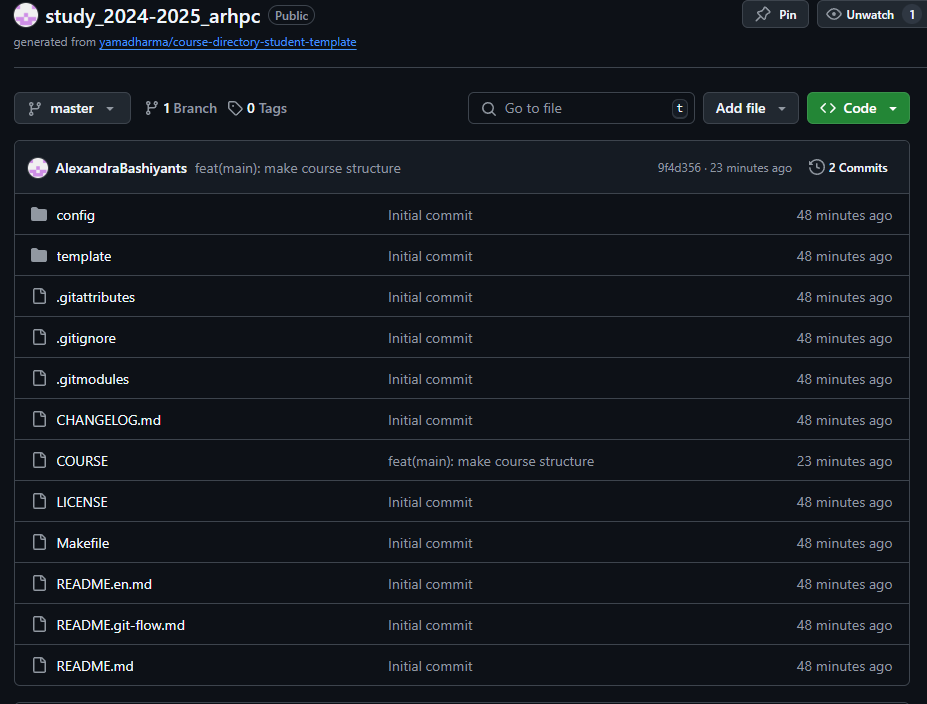 study_2024-2025_arhpc Public Pin Unwatch 1
generated from yamadharma/course-directory-student-template
master 1 Branch 0 Tags Go to file t Add file Code
AlexandraBashiyants feat(main): make course structure 9f4d356 · 23 minutes ago 2 Commits
config Initial commit 48 minutes ago
template Initial commit 48 minutes ago
.gitattributes Initial commit 48 minutes ago
.gitignore Initial commit 48 minutes ago
.gitmodules Initial commit 48 minutes ago
CHANGELOG.md Initial commit 48 minutes ago
COURSE feat(main): make course structure 23 minutes ago
LICENSE Initial commit 48 minutes ago
Makefile Initial commit 48 minutes ago
README.en.md Initial commit 48 minutes ago
README.git-flow.md Initial commit 48 minutes ago
README.md Initial commit 48 minutes ago